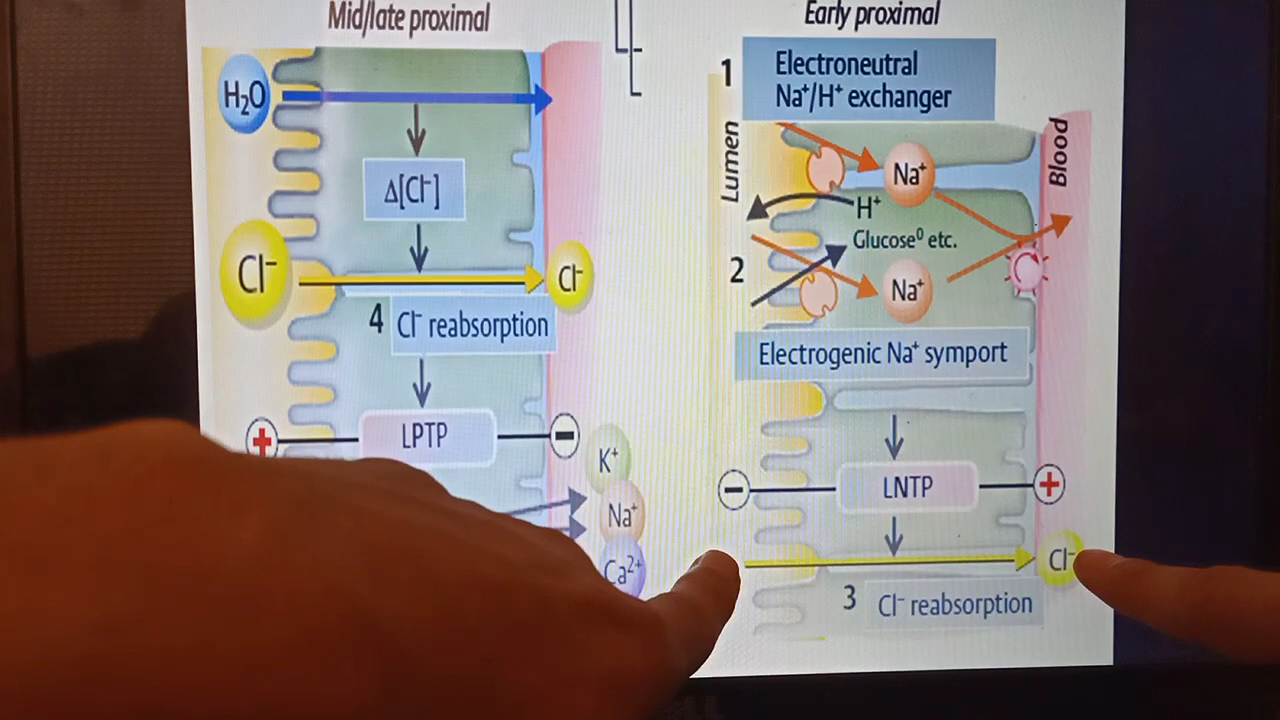 Mid/late proximal
H₂O
Δ[Cl⁻]
Cl⁻
Cl⁻
4 Cl⁻ reabsorption
LPTP
+
−
K⁺
Na⁺
Ca²⁺
Early proximal
1 Electroneutral
Na⁺/H⁺ exchanger
Lumen
Blood
Na⁺
H⁺
Glucose⁰ etc.
2
Na⁺
Electrogenic Na⁺ symport
−
LNTP
+
Cl⁻
3 Cl⁻ reabsorption